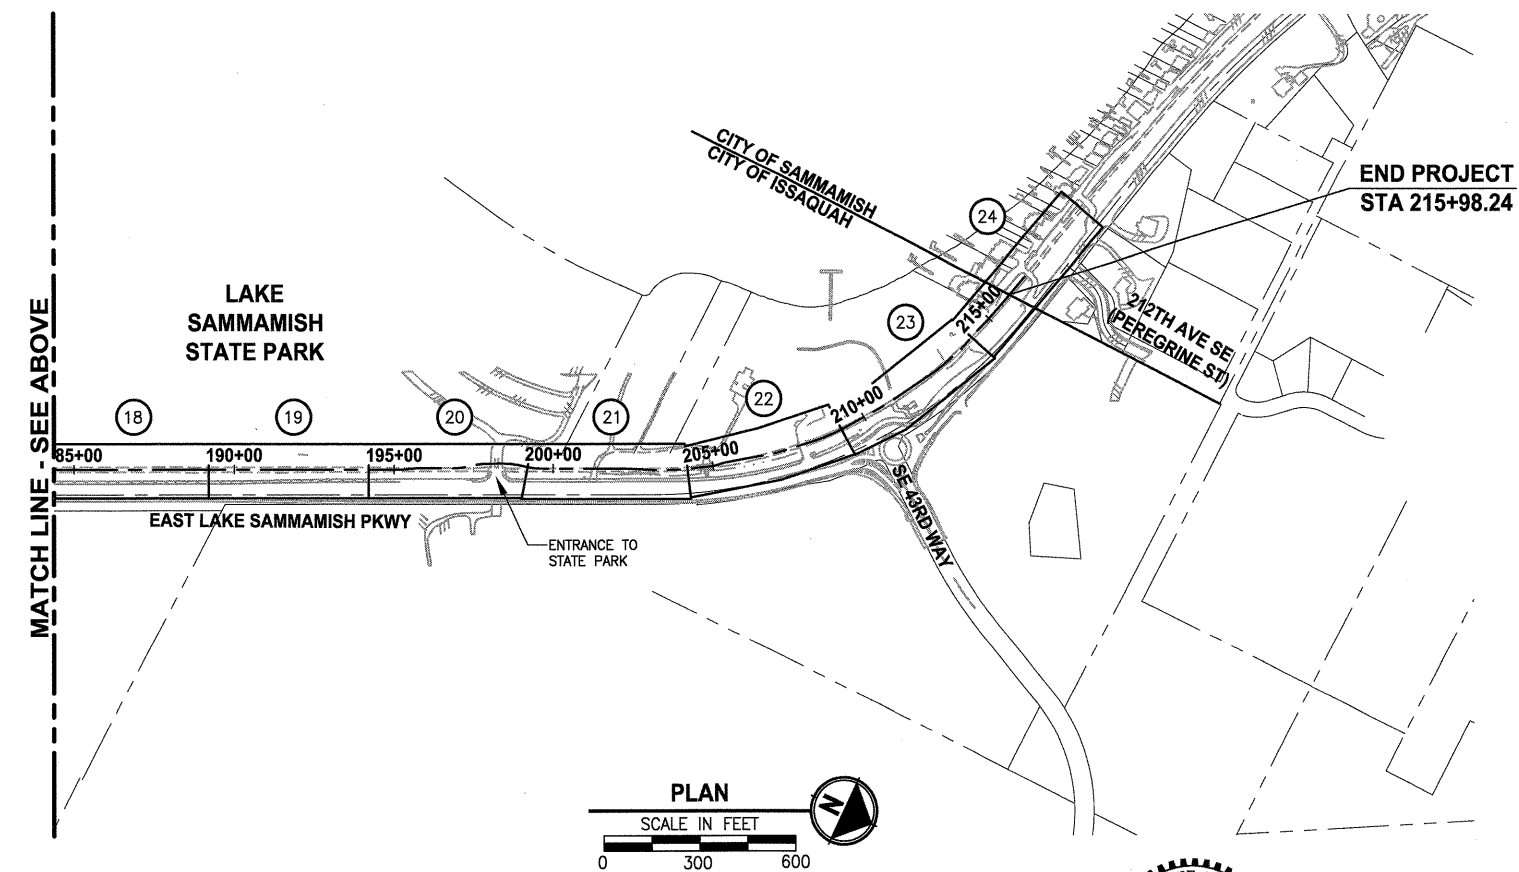 CITY OF SAMMAMISH
CITY OF ISSAQUAH
END PROJECT
STA 215+98.24
24
LAKE
SAMMAMISH
STATE PARK
23
215+00
212TH AVE SE
(PEREGRINE ST)
MATCH LINE - SEE ABOVE
18
19
20
21
22
210+00
85+00
190+00
195+00
200+00
205+00
EAST LAKE SAMMAMISH PKWY
SE 43RD WAY
ENTRANCE TO
STATE PARK
PLAN
N
SCALE IN FEET
0 300 600